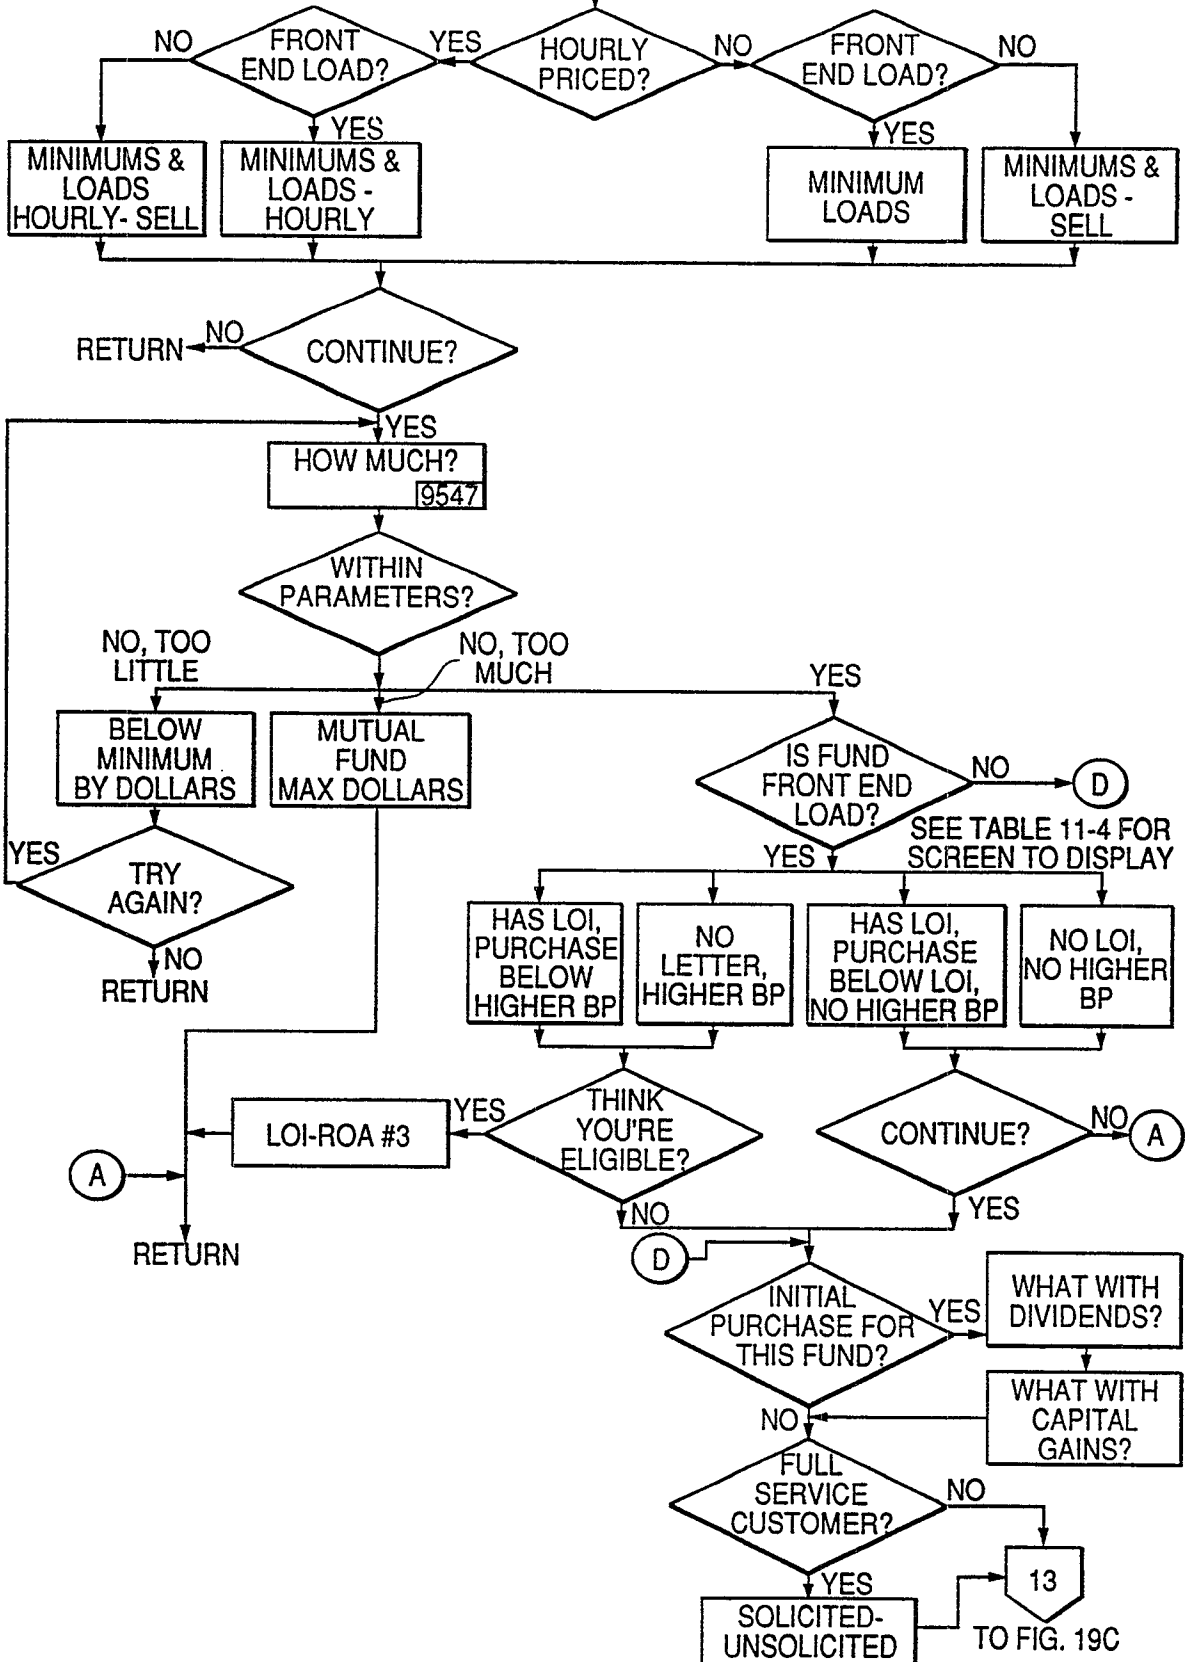 NO
FRONT
END LOAD?
YES
HOURLY
PRICED?
NO
FRONT
END LOAD?
NO
YES
YES
MINIMUMS &
LOADS
HOURLY- SELL
MINIMUMS &
LOADS -
HOURLY
MINIMUM
LOADS
MINIMUMS &
LOADS -
SELL
RETURN
NO
CONTINUE?
YES
HOW MUCH?
9547
WITHIN
PARAMETERS?
NO, TOO
LITTLE
NO, TOO
MUCH
YES
BELOW
MINIMUM
BY DOLLARS
MUTUAL
FUND
MAX DOLLARS
IS FUND
FRONT END
LOAD?
NO
D
SEE TABLE 11-4 FOR
SCREEN TO DISPLAY
YES
YES
TRY
AGAIN?
NO
RETURN
HAS LOI,
PURCHASE
BELOW
HIGHER BP
NO
LETTER,
HIGHER BP
HAS LOI,
PURCHASE
BELOW LOI,
NO HIGHER BP
NO LOI,
NO HIGHER
BP
LOI-ROA #3
YES
THINK
YOU'RE
ELIGIBLE?
CONTINUE?
NO
A
A
NO
YES
RETURN
D
INITIAL
PURCHASE FOR
THIS FUND?
YES
WHAT WITH
DIVIDENDS?
WHAT WITH
CAPITAL
GAINS?
NO
FULL
SERVICE
CUSTOMER?
NO
YES
13
SOLICITED-
UNSOLICITED
TO FIG. 19C